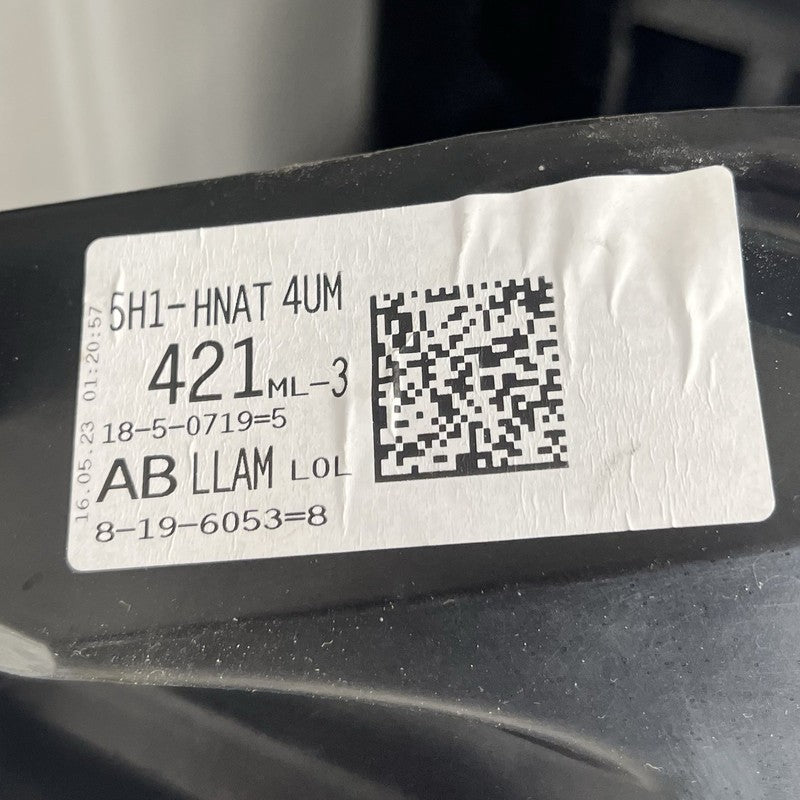 5H1-HNAT 4UM
421 ML-3
18-5-0719=5
AB LLAM LOL
8-19-6053=8
16.05.23 01:20:57